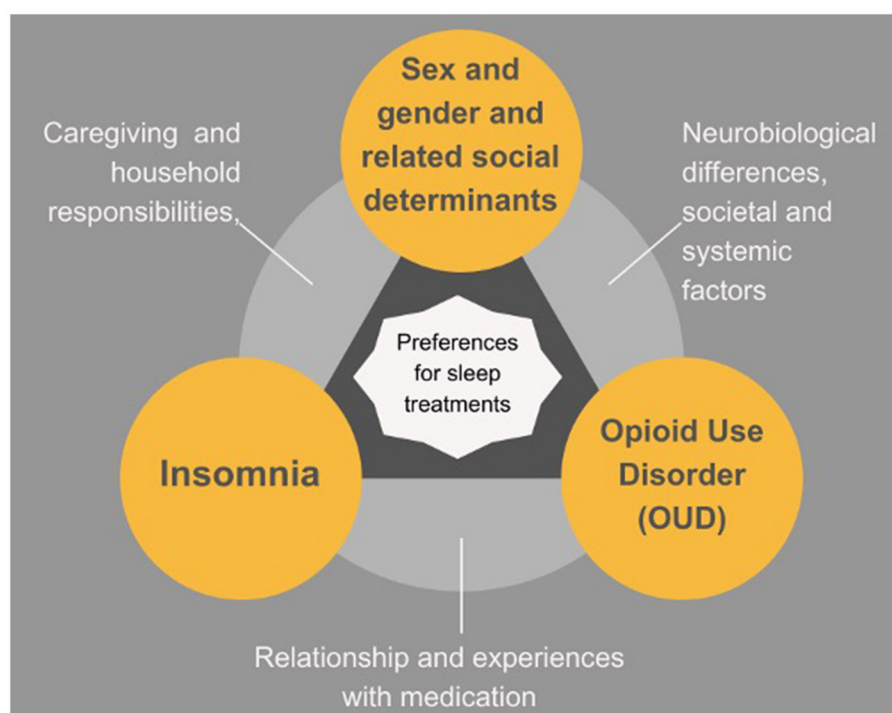 Sex and
gender and
related social
determinants
Caregiving and
household
responsibilities,
Neurobiological
differences,
societal and
systemic
factors
Preferences
for sleep
treatments
Insomnia
Opioid Use
Disorder
(OUD)
Relationship and experiences
with medication